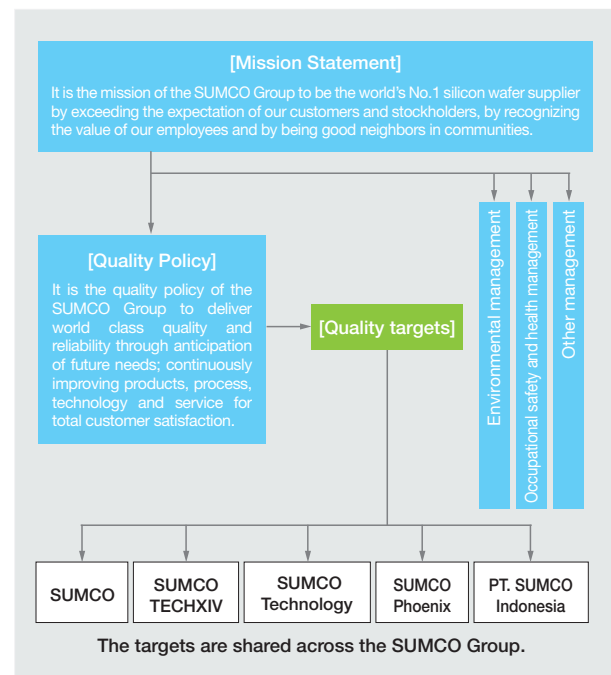 [Mission Statement]
It is the mission of the SUMCO Group to be the world's No.1 silicon wafer supplier
by exceeding the expectation of our customers and stockholders, by recognizing
the value of our employees and by being good neighbors in communities.
[Quality Policy]
It is the quality policy of the
SUMCO Group to deliver
world class quality and
reliability through anticipation
of future needs; continuously
improving products, process,
technology and service for
total customer satisfaction.
[Quality targets]
Environmental management
Occupational safety and health management
Other management
SUMCO
SUMCO
TECHXIV
SUMCO
Technology
SUMCO
Phoenix
PT. SUMCO
Indonesia
The targets are shared across the SUMCO Group.